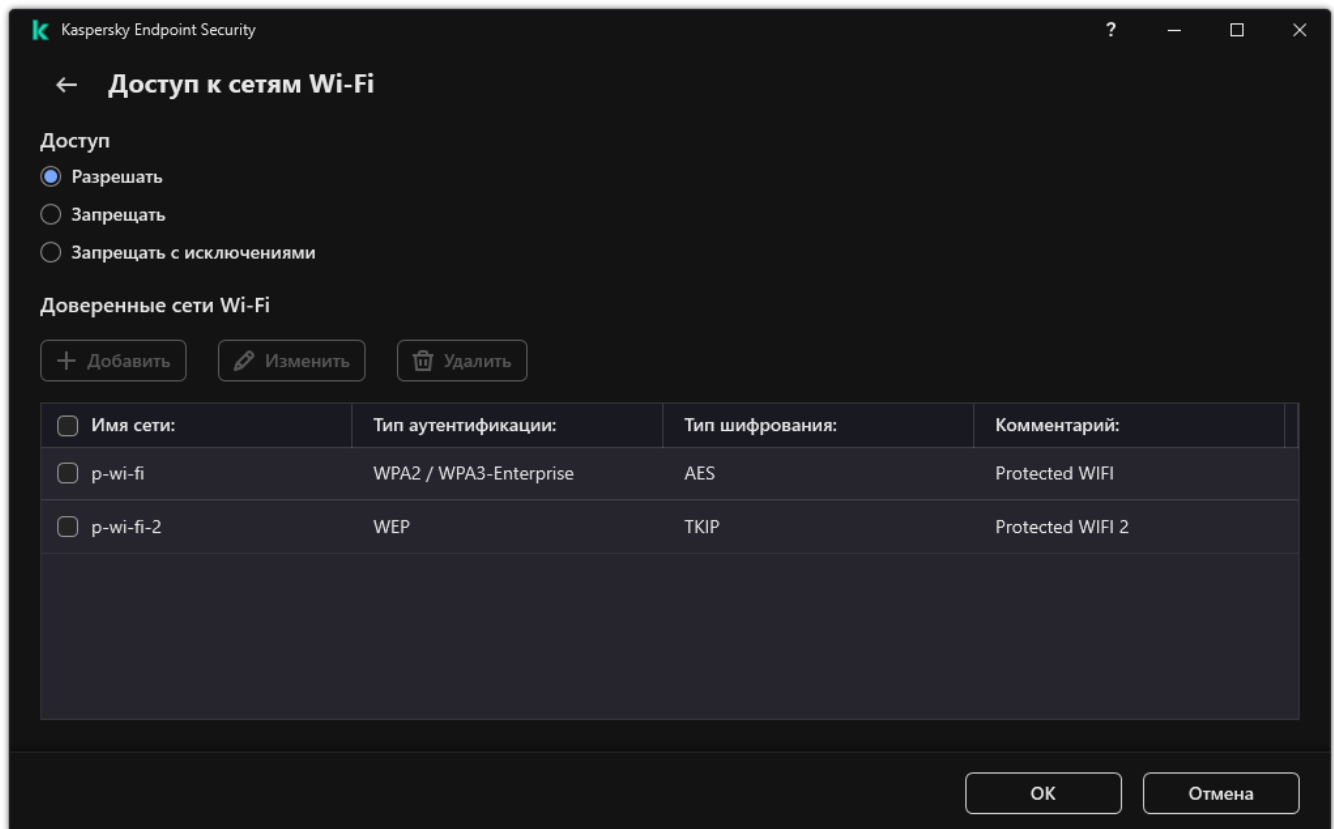 Kaspersky Endpoint Security ?
Доступ к сетям Wi-Fi
Доступ
Разрешать
Запрещать
Запрещать с исключениями
Доверенные сети Wi-Fi
Добавить Изменить Удалить
Имя сети: Тип аутентификации: Тип шифрования: Комментарий:
p-wi-fi WPA2 / WPA3-Enterprise AES Protected WIFI
p-wi-fi-2 WEP TKIP Protected WIFI 2
ОК Отмена